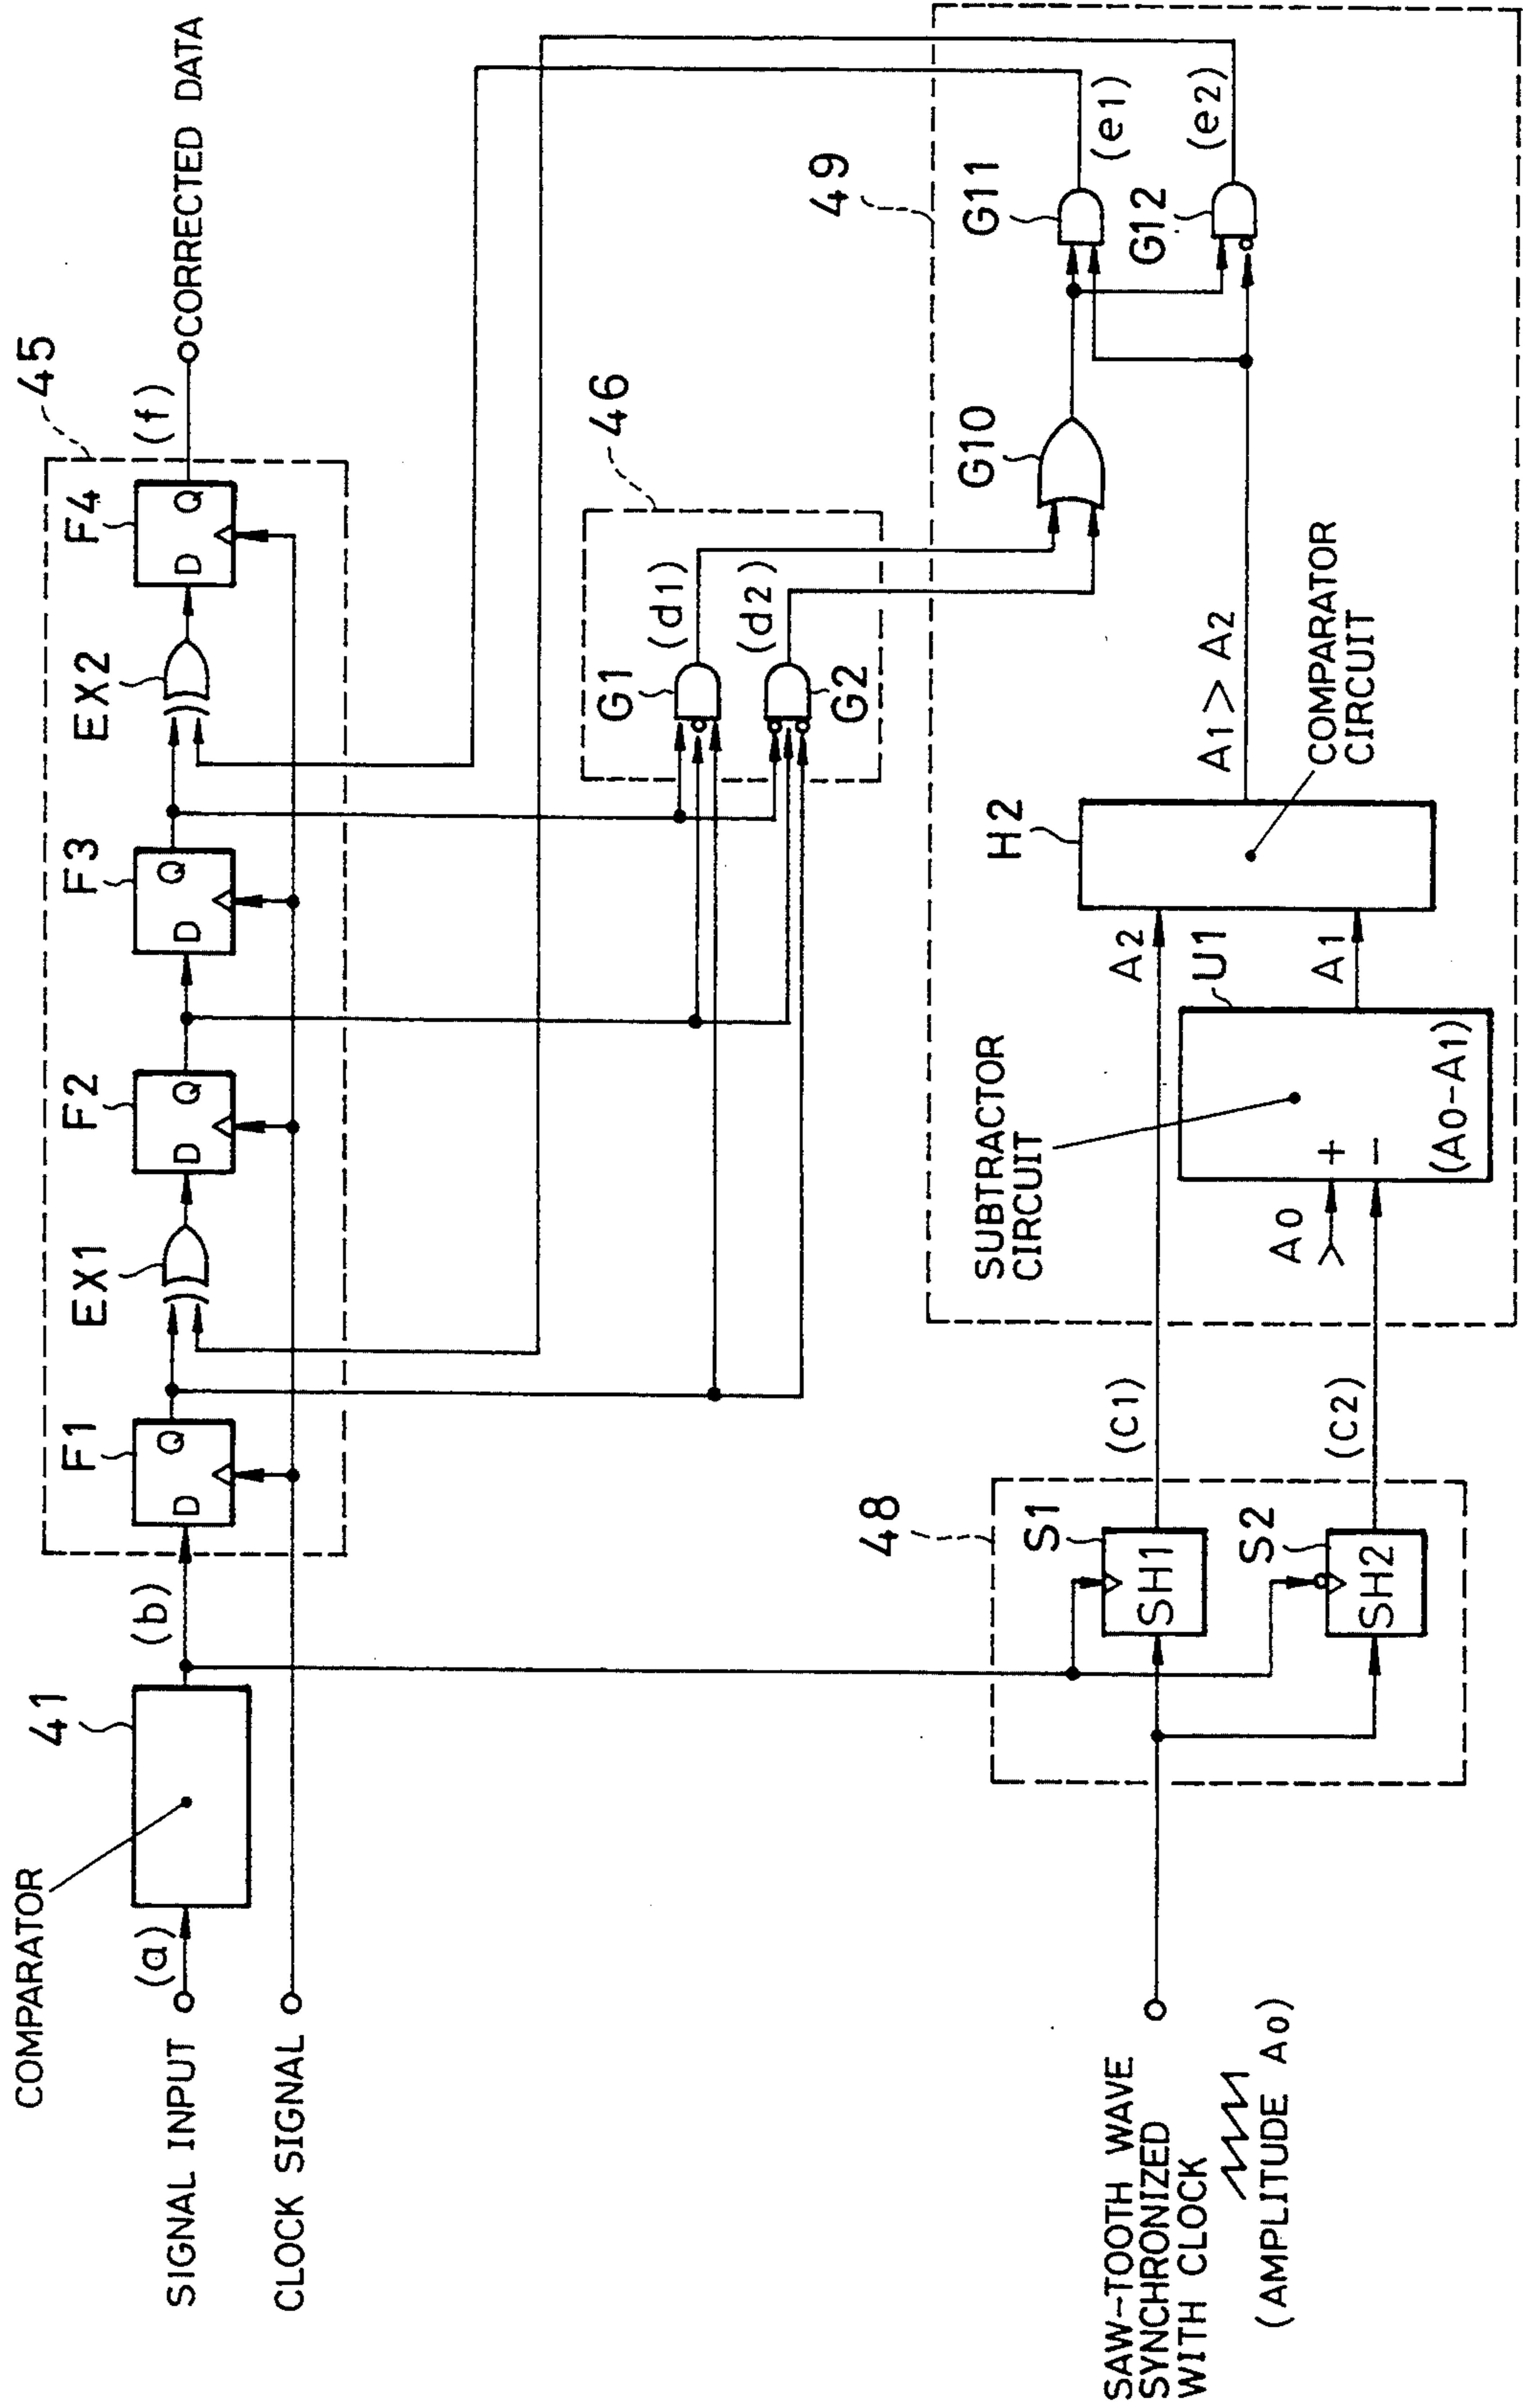 COMPARATOR
41
SIGNAL INPUT
(a)
(b)
CLOCK SIGNAL
45
F1
D
Q
EX1
F2
D
Q
F3
D
Q
EX2
F4
D
Q
(f)
CORRECTED DATA
46
G1
(d1)
G2
(d2)
48
S1
SH1
(C1)
S2
SH2
(C2)
SAW-TOOTH WAVE
SYNCHRONIZED
WITH CLOCK
(AMPLITUDE A0)
49
SUBTRACTOR
CIRCUIT
A0
+
−
(A0-A1)
U1
A2
A1
H2
COMPARATOR
CIRCUIT
A1 > A2
G10
G11
(e1)
G12
(e2)